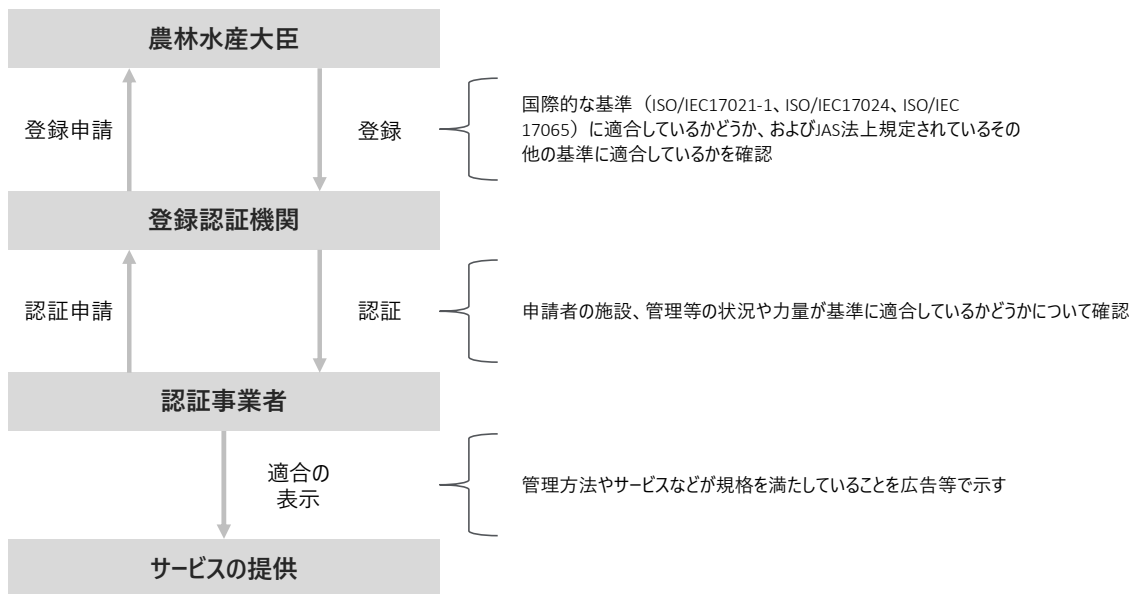 農林水産大臣
登録申請
登録
国際的な基準（ISO/IEC17021-1、ISO/IEC17024、ISO/IEC
17065）に適合しているかどうか、およびJAS法上規定されているその
他の基準に適合しているかを確認
登録認証機関
認証申請
認証
申請者の施設、管理等の状況や力量が基準に適合しているかどうかについて確認
認証事業者
適合の
表示
管理方法やサービスなどが規格を満たしていることを広告等で示す
サービスの提供